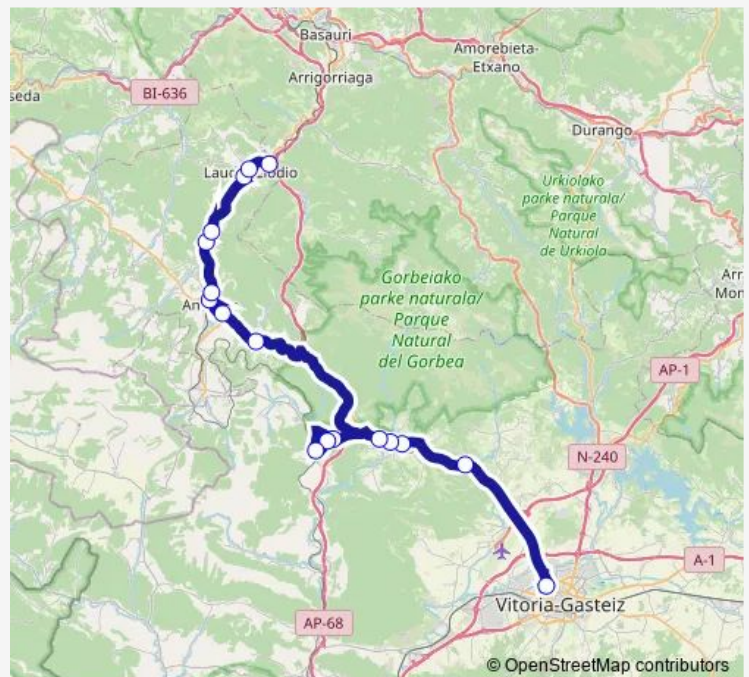 Basauri
Amorebieta-
Etxano
Arrigorriaga
BI-636
seda
Durango
Urkiolako
parke naturala/
Parque
Natural
de Urkiola
Gorbeiako
parke naturala/
Parque
Natural
del Gorbea
Arr
Mon
An
AP-1
N-240
A-1
Vitoria-Gasteiz
AP-68
© OpenStreetMap contributors